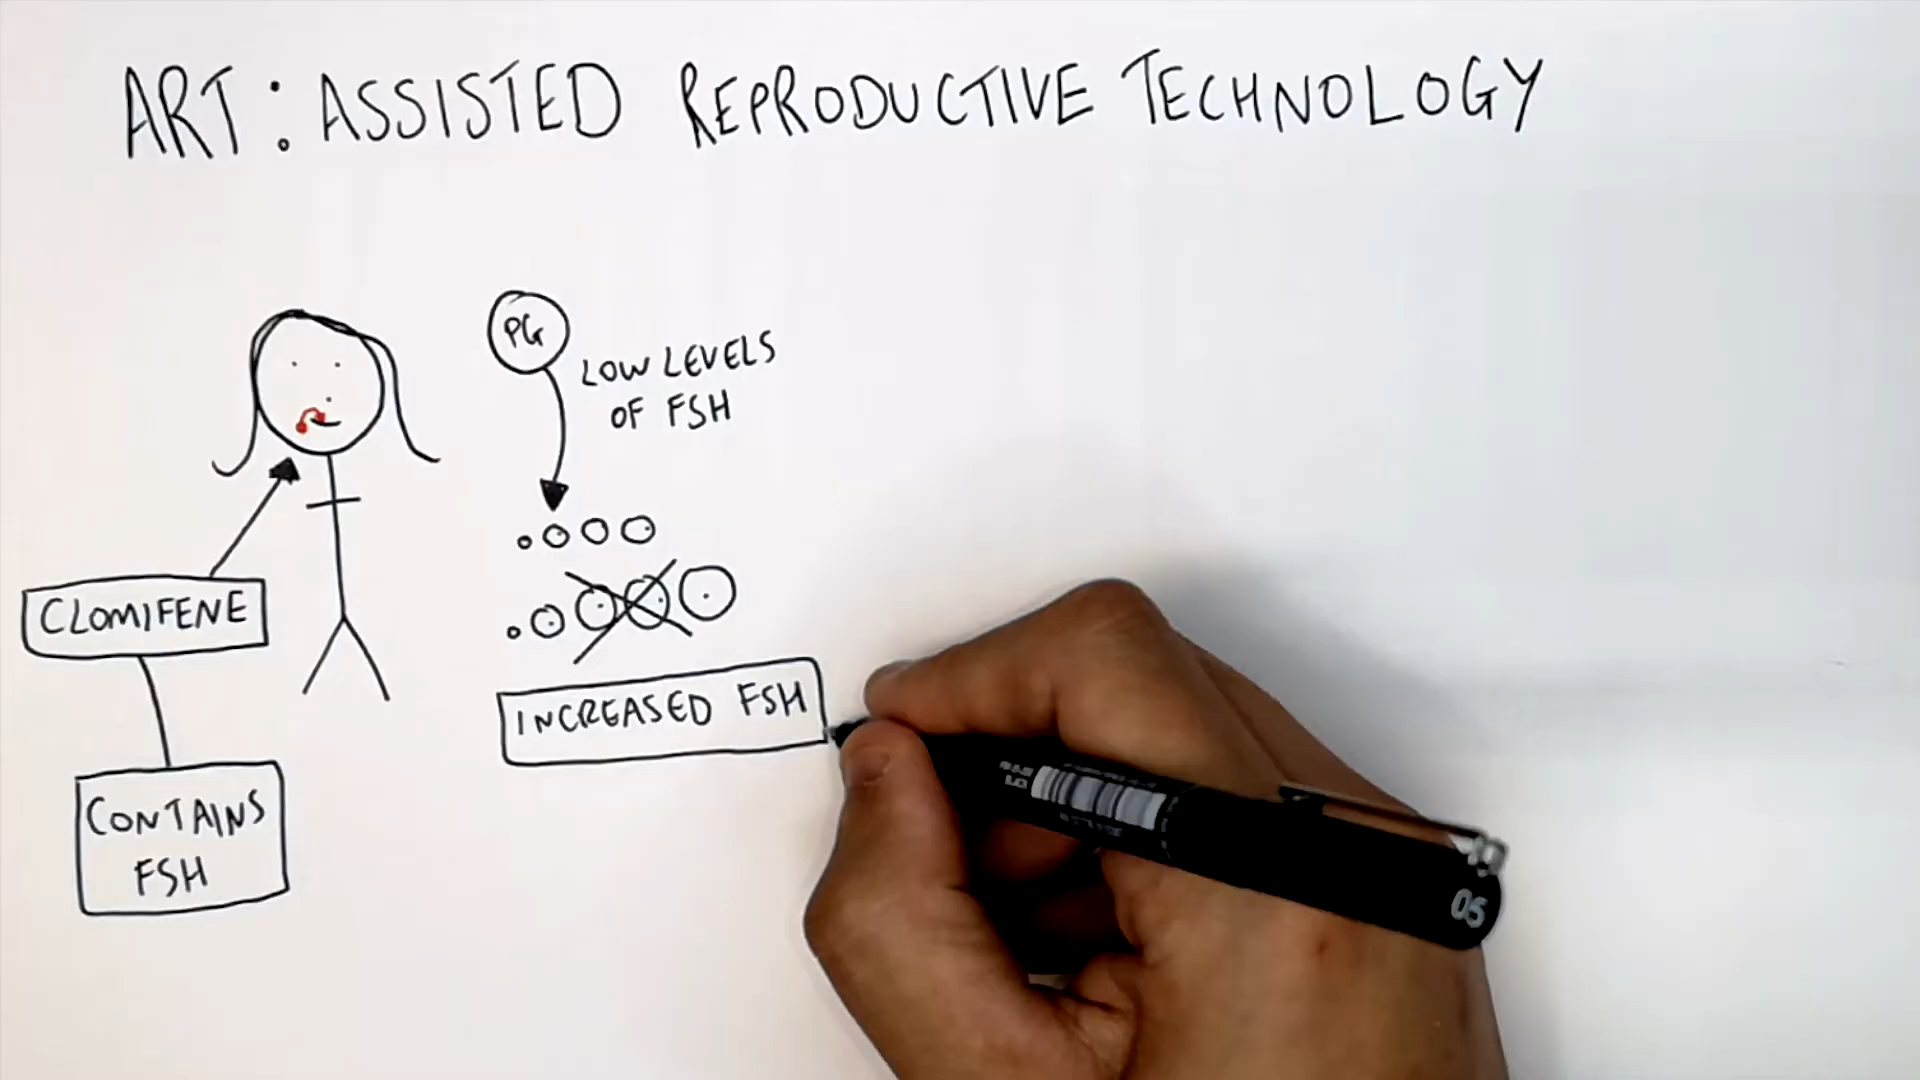 ART: ASSISTED REPRODUCTIVE TECHNOLOGY
PG
LOW LEVELS
OF FSH
CLOMIFENE
INCREASED FSH
CONTAINS
FSH
05